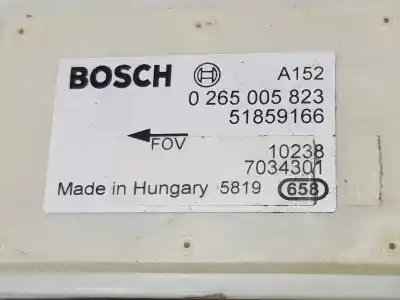 BOSCH A152
0 265 005 823
51859166
FOV
10238
7034301
Made in Hungary 5819 658